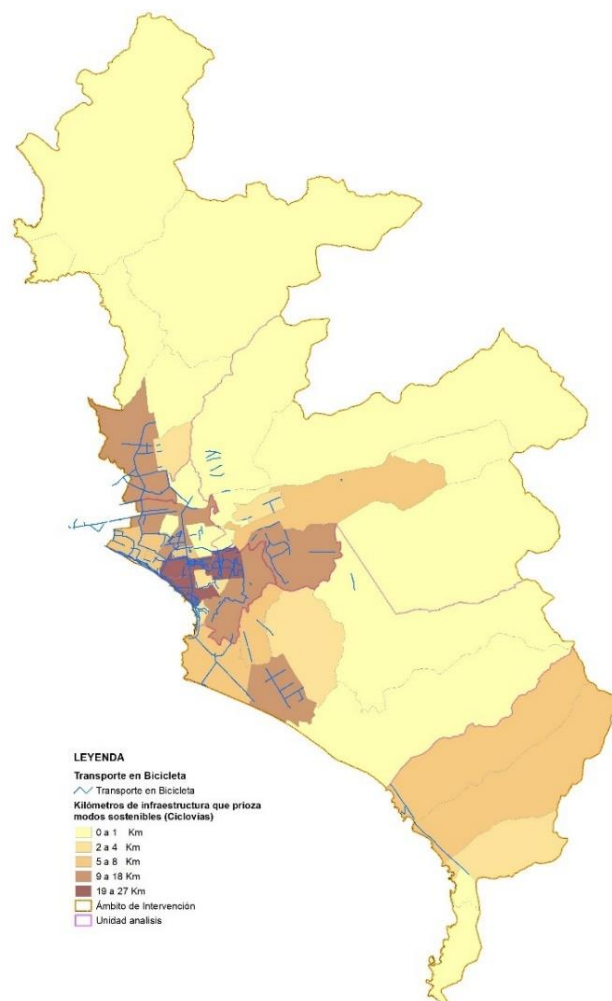 LEYENDA
Transporte en Bicicleta
Transporte en Bicicleta
Kilómetros de infraestructura que prioza
modos sostenibles (Ciclovías)
0 a 1 Km
2 a 4 Km
5 a 8 Km
9 a 18 Km
19 a 27 Km
Ámbito de Intervención
Unidad analisis